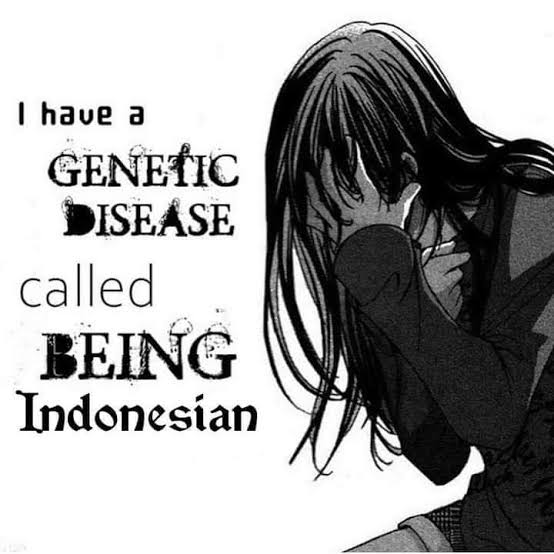 I have a
GENETIC
DISEASE
called
BEING
Indonesian